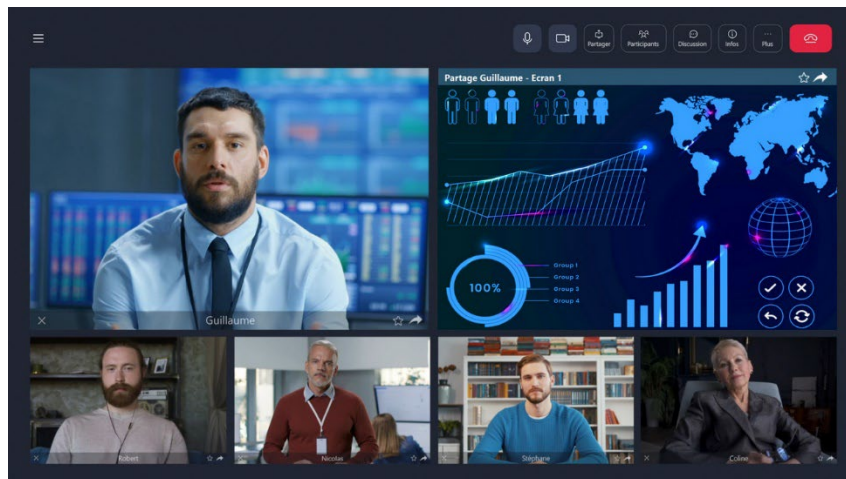 Partager
Participants
Discussion
Infos
Plus
Partage Guillaume - Ecran 1
Group 1
Group 2
Group 3
Group 4
100%
Guillaume
Robert
Nicolas
Stéphane
Coline